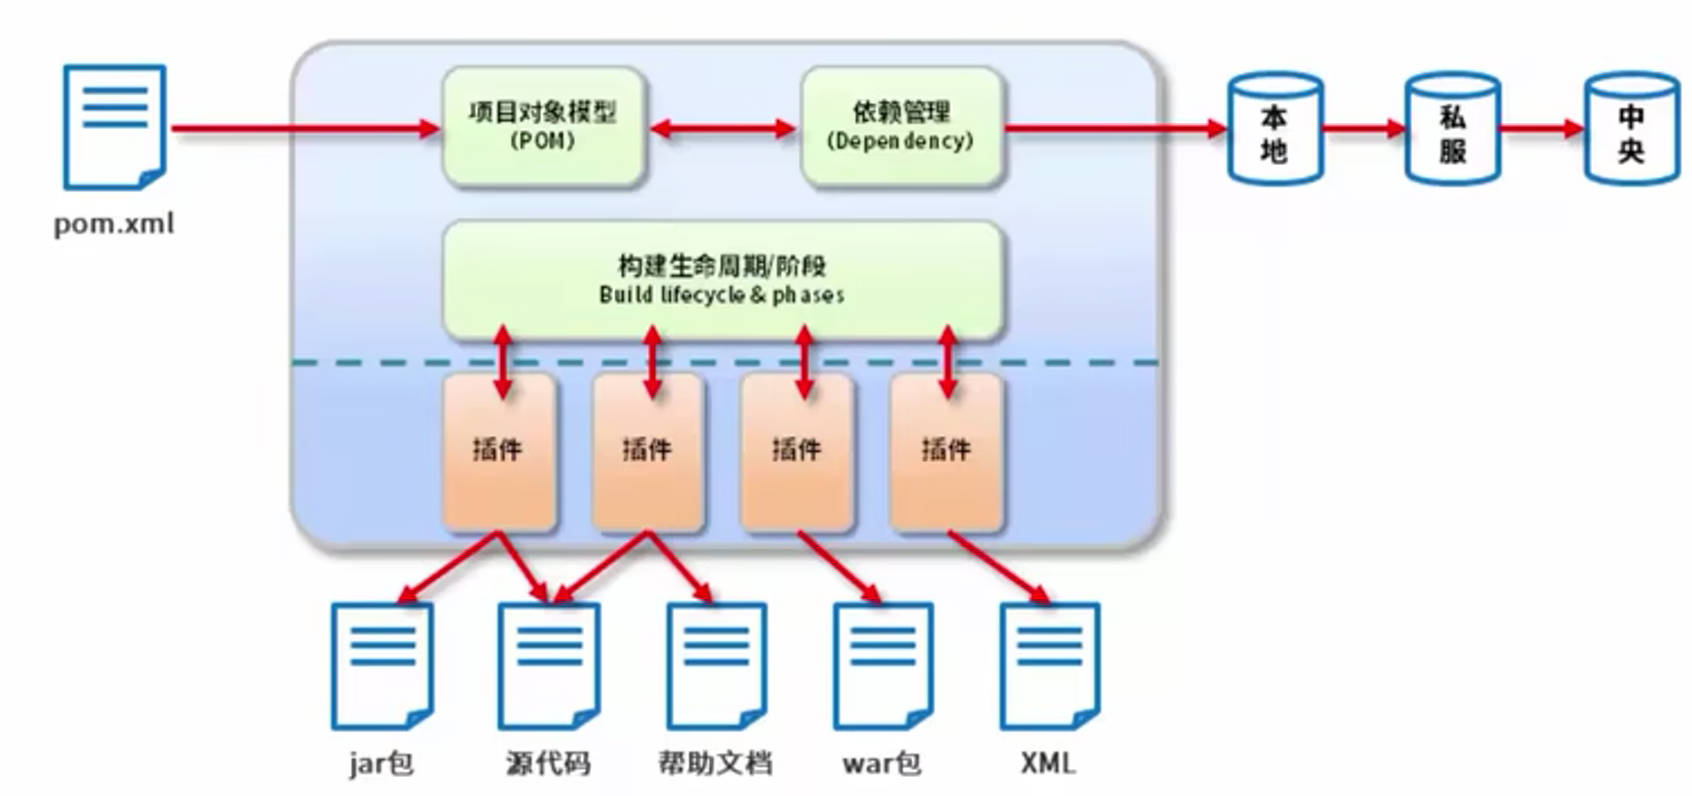 项目对象模型
（POM）
依赖管理
（Dependency）
本
地
私
服
中
央
pom.xml
构建生命周期/阶段
Build lifecycle & phases
插件
插件
插件
插件
jar包
源代码
帮助文档
war包
XML